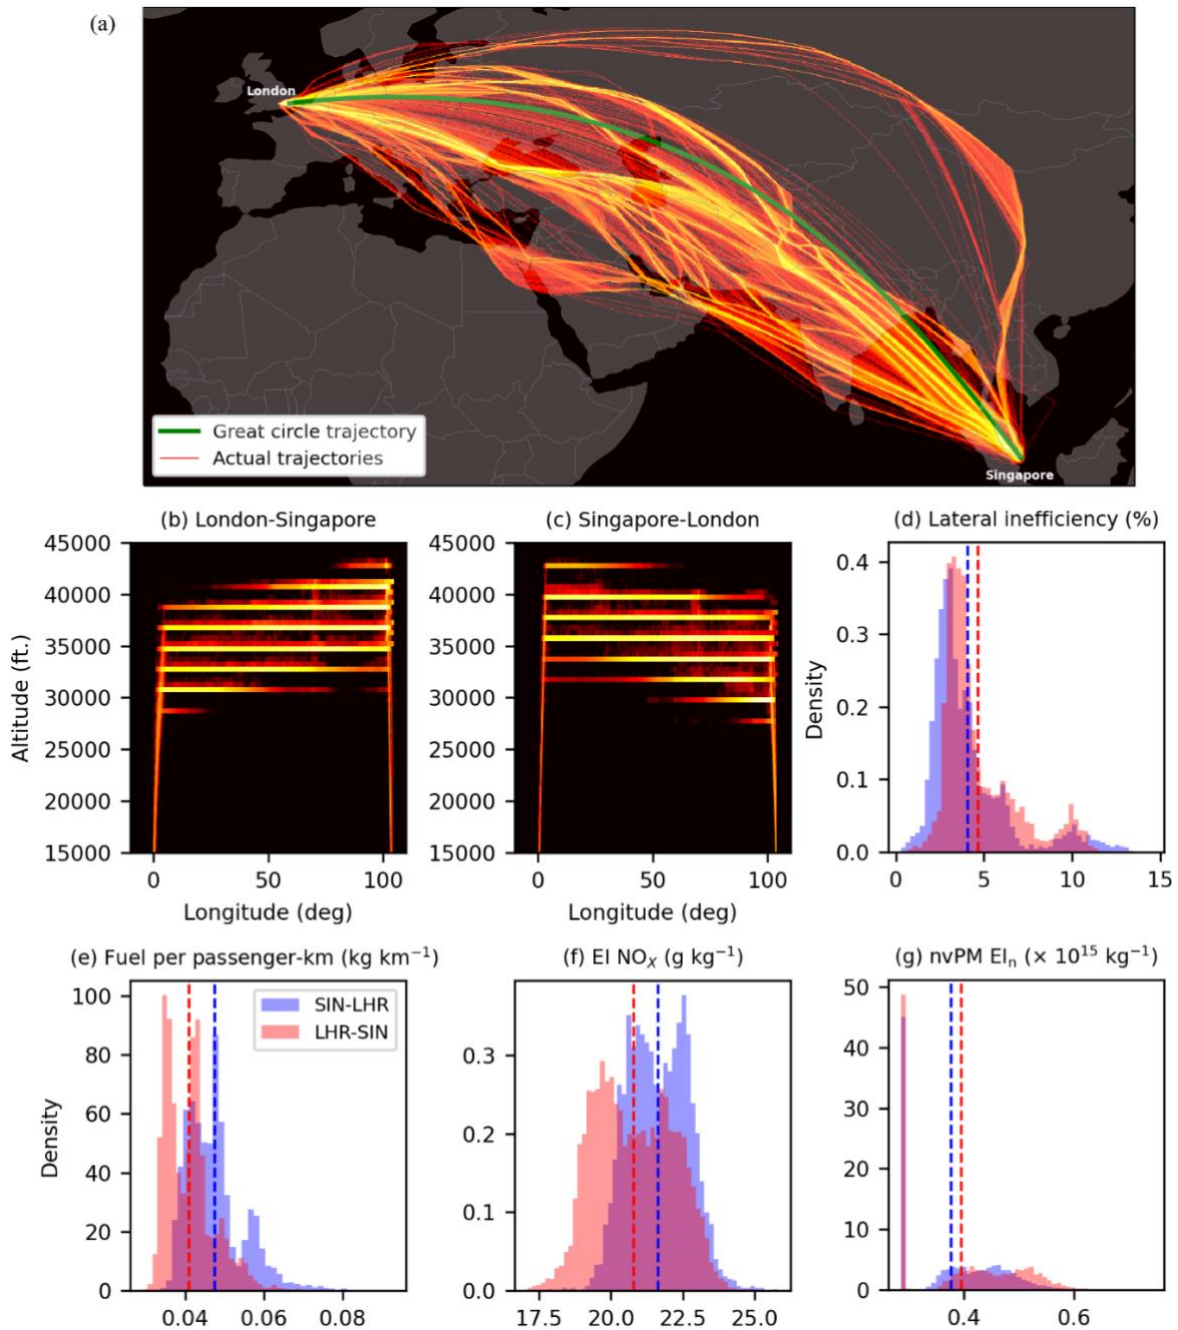 (a)
London
Great circle trajectory
Actual trajectories
Singapore
(b) London-Singapore
(c) Singapore-London
(d) Lateral inefficiency (%)
45000
40000
35000
30000
25000
20000
15000
Altitude (ft.)
0 50 100
Longitude (deg)
45000
40000
35000
30000
25000
20000
15000
0 50 100
Longitude (deg)
0.4
0.3
0.2
0.1
0.0
Density
0 5 10 15
(e) Fuel per passenger-km (kg km⁻¹)
(f) EI NOₓ (g kg⁻¹)
(g) nvPM EIₙ (× 10¹⁵ kg⁻¹)
100
80
60
40
20
0
Density
SIN-LHR
LHR-SIN
0.04 0.06 0.08
0.3
0.2
0.1
0.0
17.5 20.0 22.5 25.0
50
40
30
20
10
0
0.4 0.6